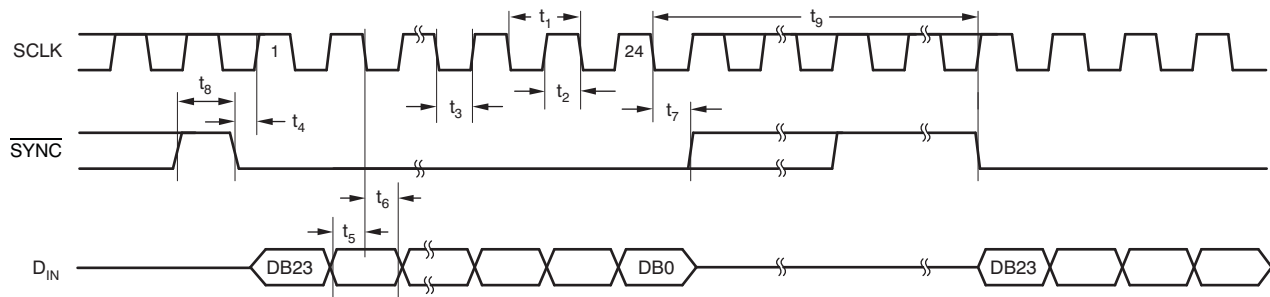 t1 t9
SCLK 1 24
t8 t2
t3 t7
t4
SYNC
t6
t5
DIN DB23 DB0 DB23